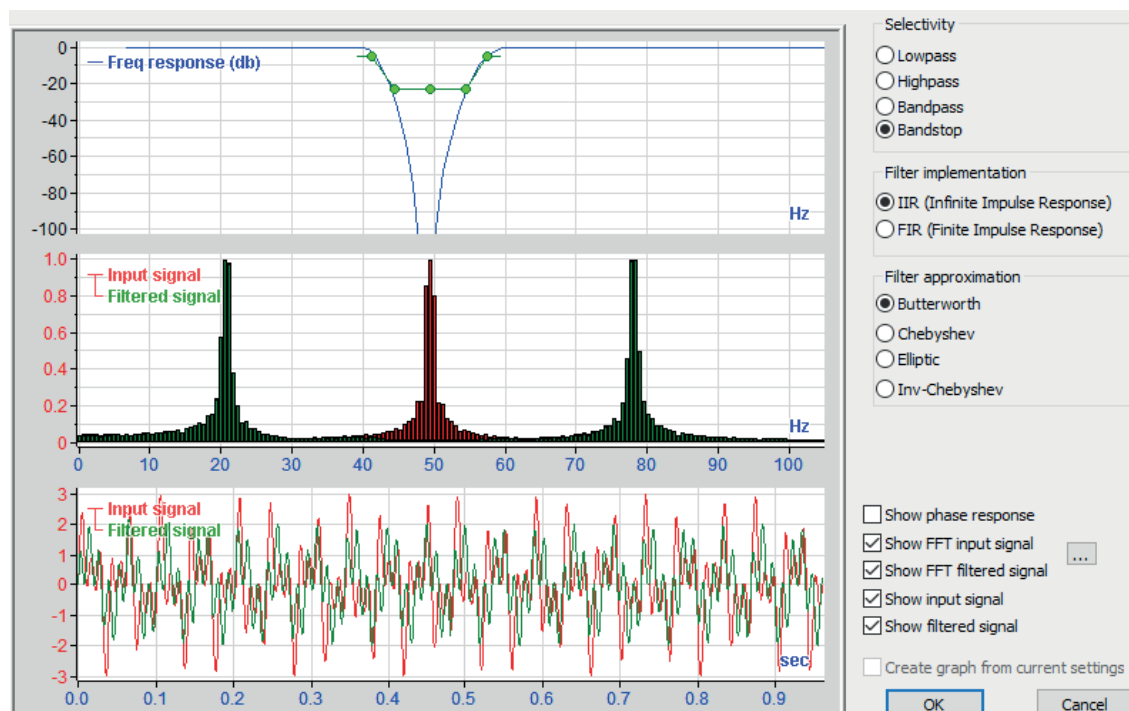 0
Freq response (db)
-20
-40
-60
-80
-100
Hz
1.0
Input signal
Filtered signal
0.8
0.6
0.4
0.2
0
Hz
0 10 20 30 40 50 60 70 80 90 100
3
Input signal
2
Filtered signal
1
0
-1
-2
-3
sec
0.0 0.1 0.2 0.3 0.4 0.5 0.6 0.7 0.8 0.9
Selectivity
Lowpass
Highpass
Bandpass
Bandstop
Filter implementation
IIR (Infinite Impulse Response)
FIR (Finite Impulse Response)
Filter approximation
Butterworth
Chebyshev
Elliptic
Inv-Chebyshev
Show phase response
Show FFT input signal
...
Show FFT filtered signal
Show input signal
Show filtered signal
Create graph from current settings
OK Cancel